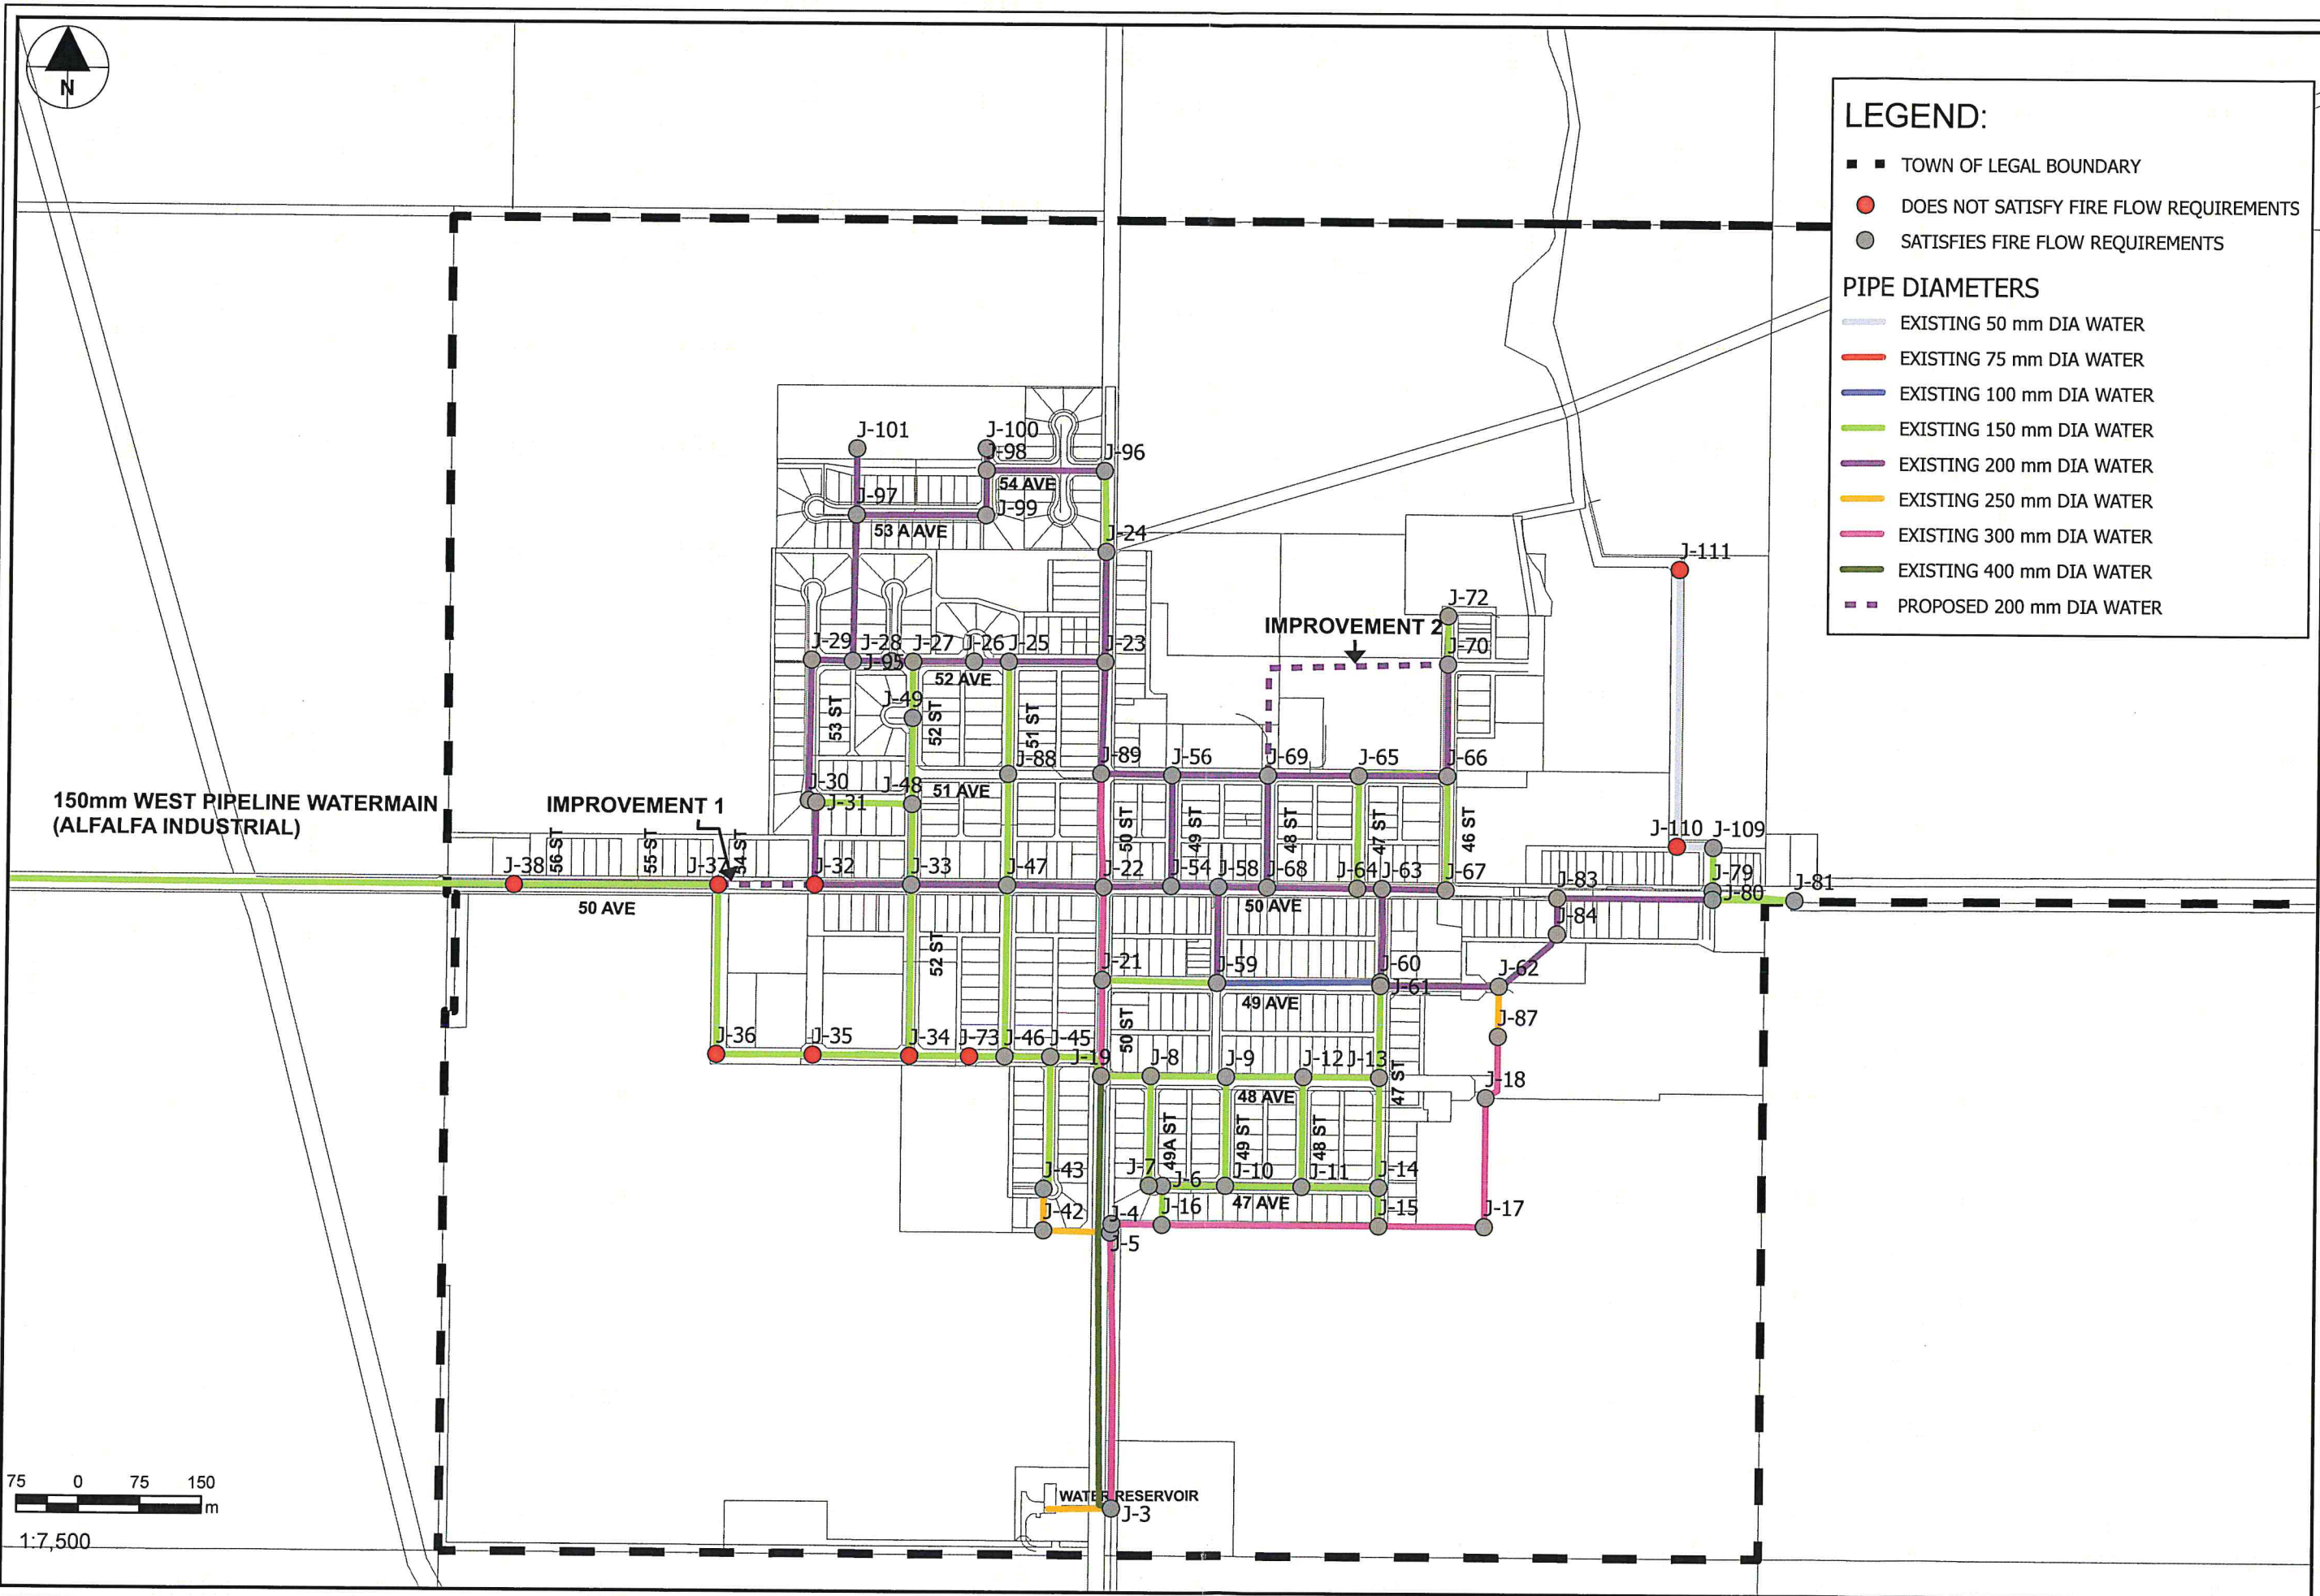 N
LEGEND:
TOWN OF LEGAL BOUNDARY
DOES NOT SATISFY FIRE FLOW REQUIREMENTS
SATISFIES FIRE FLOW REQUIREMENTS
PIPE DIAMETERS
EXISTING 50 mm DIA WATER
EXISTING 75 mm DIA WATER
EXISTING 100 mm DIA WATER
EXISTING 150 mm DIA WATER
EXISTING 200 mm DIA WATER
EXISTING 250 mm DIA WATER
EXISTING 300 mm DIA WATER
EXISTING 400 mm DIA WATER
PROPOSED 200 mm DIA WATER
J-101
J-100
J-98
J-96
54 AVE
J-97
J-99
53 A AVE
J-24
J-111
J-72
IMPROVEMENT 2
J-29
J-28
J-27
J-26
J-25
J-23
J-70
J-95
52 AVE
J-49
53 ST
52 ST
51 ST
J-88
J-89
J-56
J-69
J-65
J-66
J-30
J-48
51 AVE
J-31
150mm WEST PIPELINE WATERMAIN
(ALFALFA INDUSTRIAL)
IMPROVEMENT 1
56 ST
55 ST
54 ST
50 ST
49 ST
48 ST
47 ST
46 ST
J-110
J-109
J-38
J-37
J-32
J-33
J-47
J-22
J-54
J-58
J-68
J-64
J-63
J-67
J-83
J-79
J-80
J-81
50 AVE
50 AVE
J-84
52 ST
J-21
J-59
J-60
J-61
J-62
49 AVE
50 ST
J-87
J-36
J-35
J-34
J-73
J-46
J-45
J-19
J-8
J-9
J-12
J-13
47 ST
J-18
48 AVE
49A ST
49 ST
48 ST
J-43
J-7
J-6
J-10
J-11
J-14
47 AVE
J-42
J-4
J-16
J-15
J-17
J-5
75 0 75 150
m
1:7,500
WATER RESERVOIR
J-3